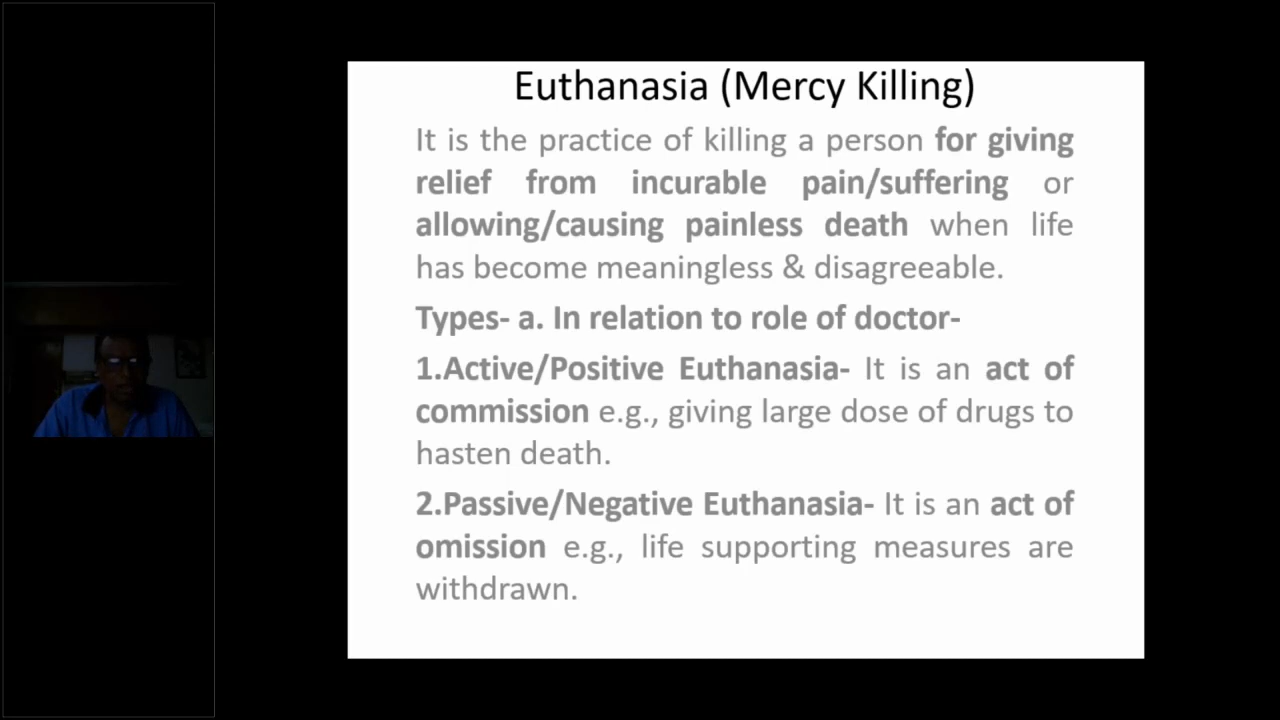 Euthanasia (Mercy Killing)
It is the practice of killing a person for giving
relief from incurable pain/suffering or
allowing/causing painless death when life
has become meaningless & disagreeable.
Types- a. In relation to role of doctor-
1.Active/Positive Euthanasia- It is an act of
commission e.g., giving large dose of drugs to
hasten death.
2.Passive/Negative Euthanasia- It is an act of
omission e.g., life supporting measures are
withdrawn.